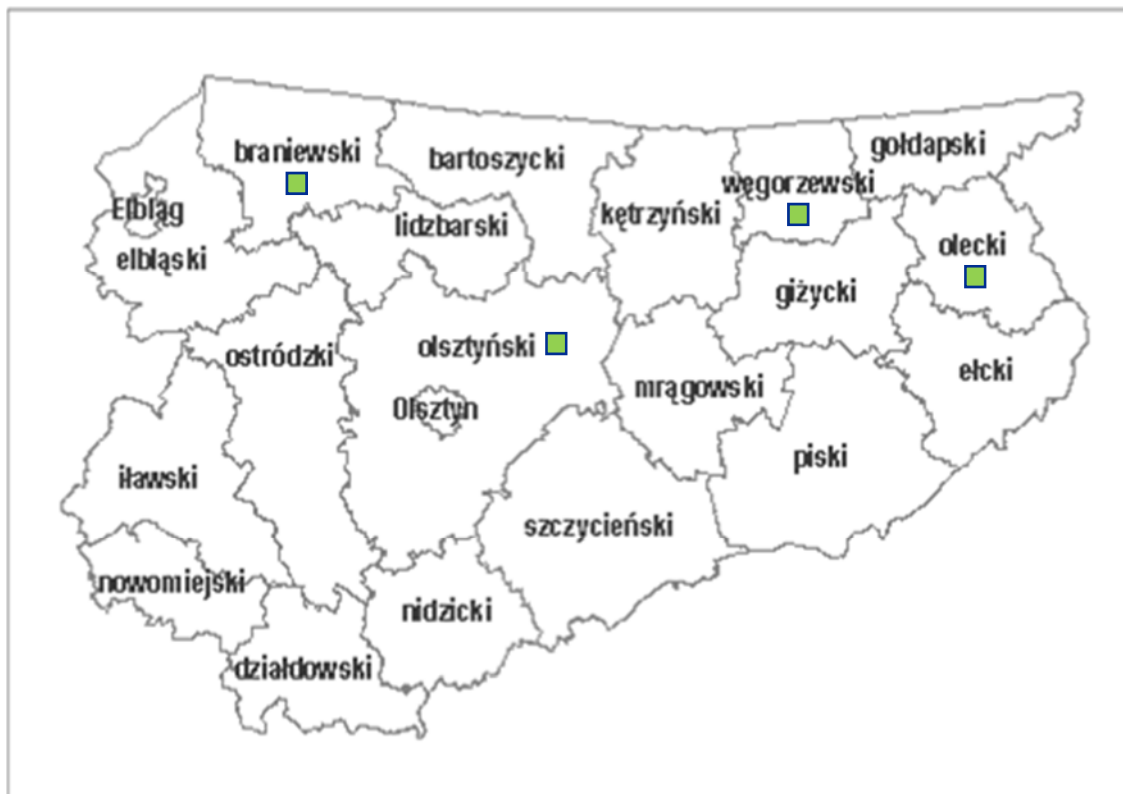 braniewski
bartoszycki
gołdapski
węgorzewski
Elbląg
kętrzyński
lidzbarski
elbląski
olecki
giżycki
olsztyński
ostródzki
ełcki
mrągowski
Olsztyn
piski
iławski
szczycieński
nowomiejski
nidzicki
działdowski